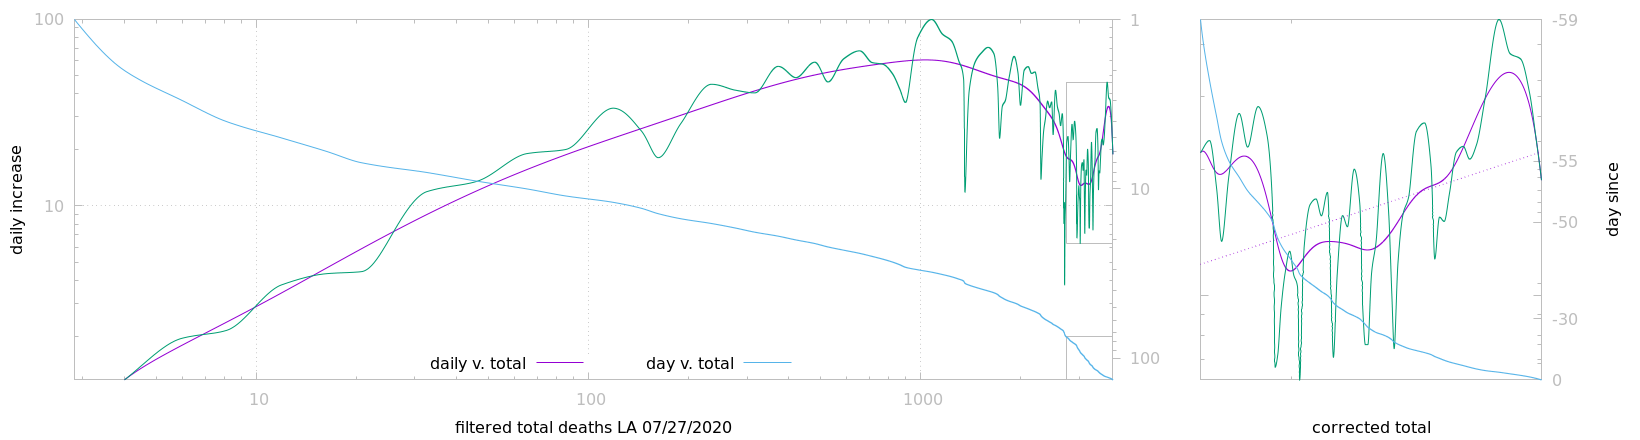 100
10
daily increase
daily v. total
day v. total
10
100
1000
filtered total deaths LA 07/27/2020
1
10
100
-59
-55
-50
-30
0
day since
corrected total